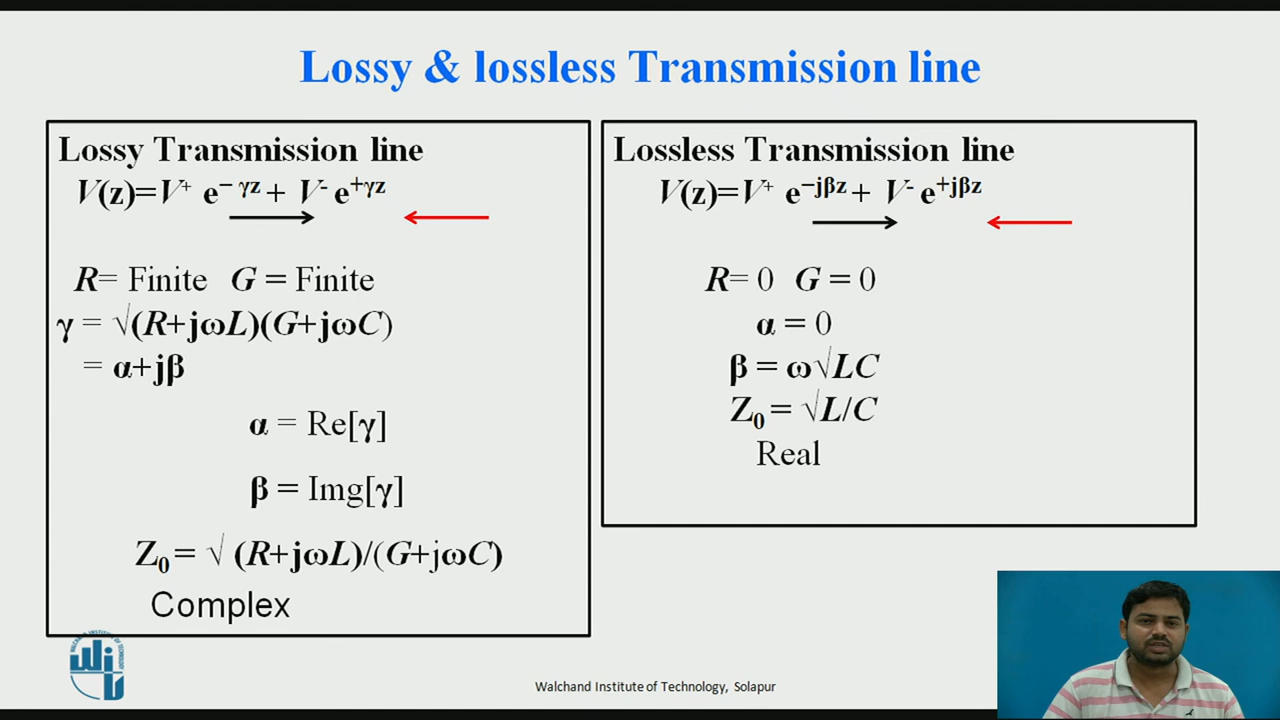 Lossy & lossless Transmission line
Lossy Transmission line
V(z)=V⁺ e⁻ ᵞᶻ + V⁻ e⁺ᵞᶻ
R= Finite G = Finite
γ = √(R+jωL)(G+jωC)
= α+jβ
α = Re[γ]
β = Img[γ]
Z₀ = √ (R+jωL)/(G+jωC)
Complex
Lossless Transmission line
V(z)=V⁺ e^–jβz + V⁻ e^+jβz
R= 0 G = 0
α = 0
β = ω√LC
Z₀ = √L/C
Real
Walchand Institute of Technology, Solapur